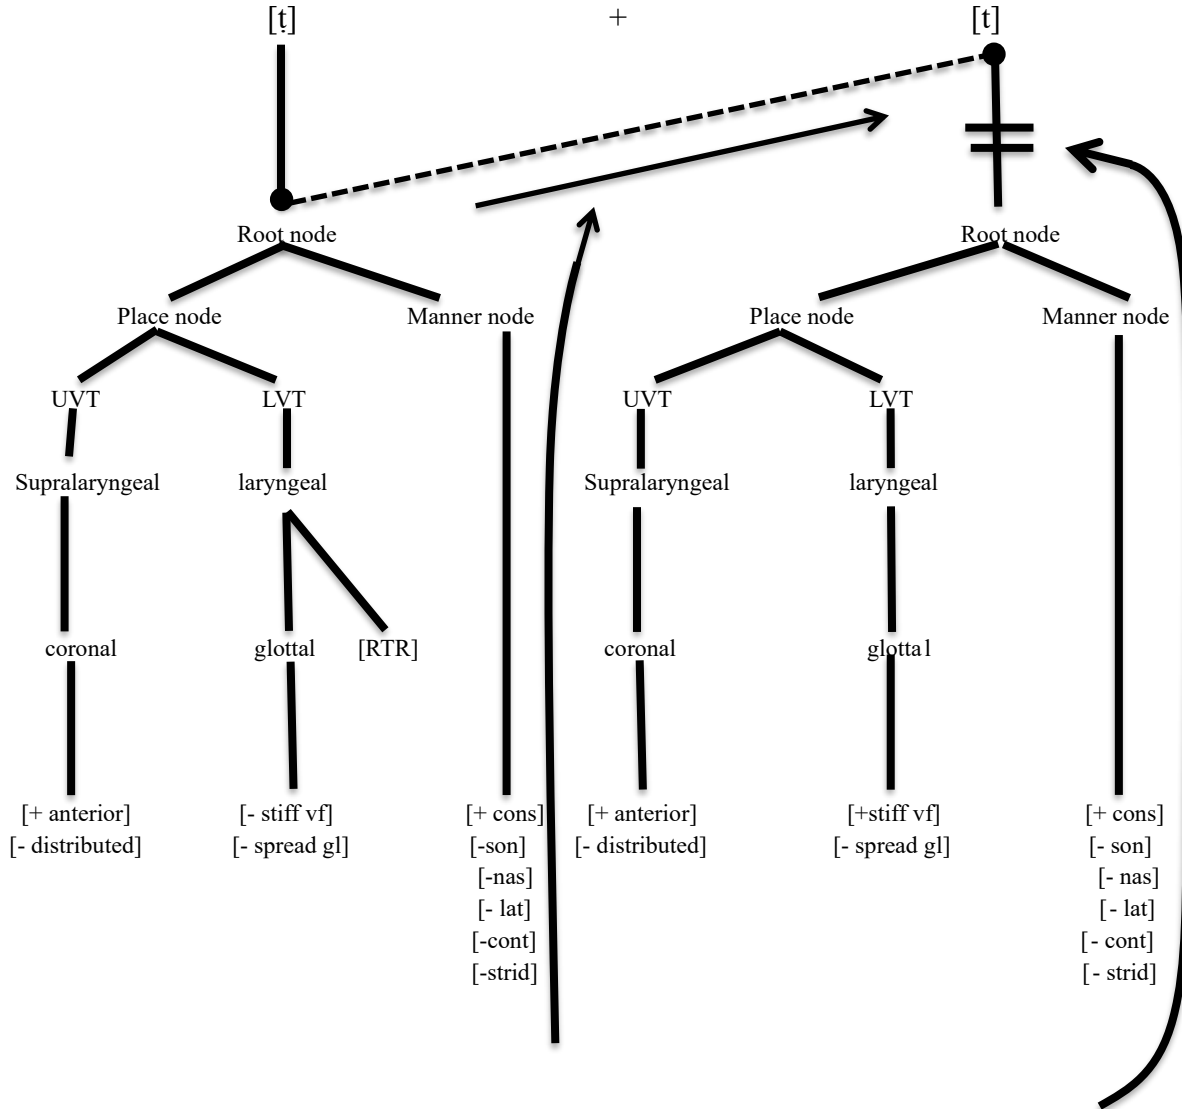 [ṭ] + [t]
Root node Root node
Place node Manner node Place node Manner node
UVT LVT UVT LVT
Supralaryngeal laryngeal Supralaryngeal laryngeal
coronal glottal [RTR] coronal glottal
[+ anterior] [- stiff vf] [+ cons] [+ anterior] [+stiff vf] [+ cons]
[- distributed] [- spread gl] [-son] [- distributed] [- spread gl] [- son]
[-nas] [- nas]
[- lat] [- lat]
[-cont] [- cont]
[-strid] [- strid]